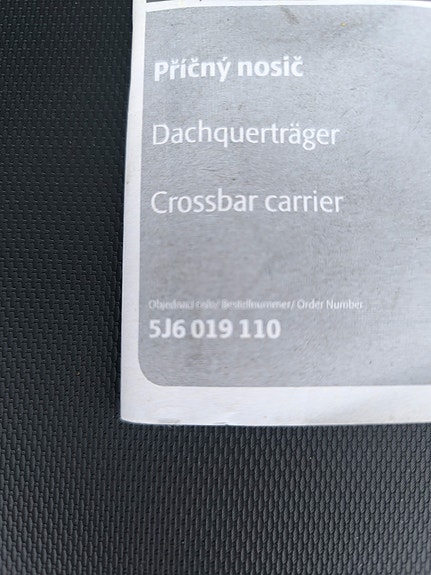 Příčný nosič
Dachquerträger
Crossbar carrier
Objednací číslo/ Bestellnummer/ Order Number
5J6 019 110